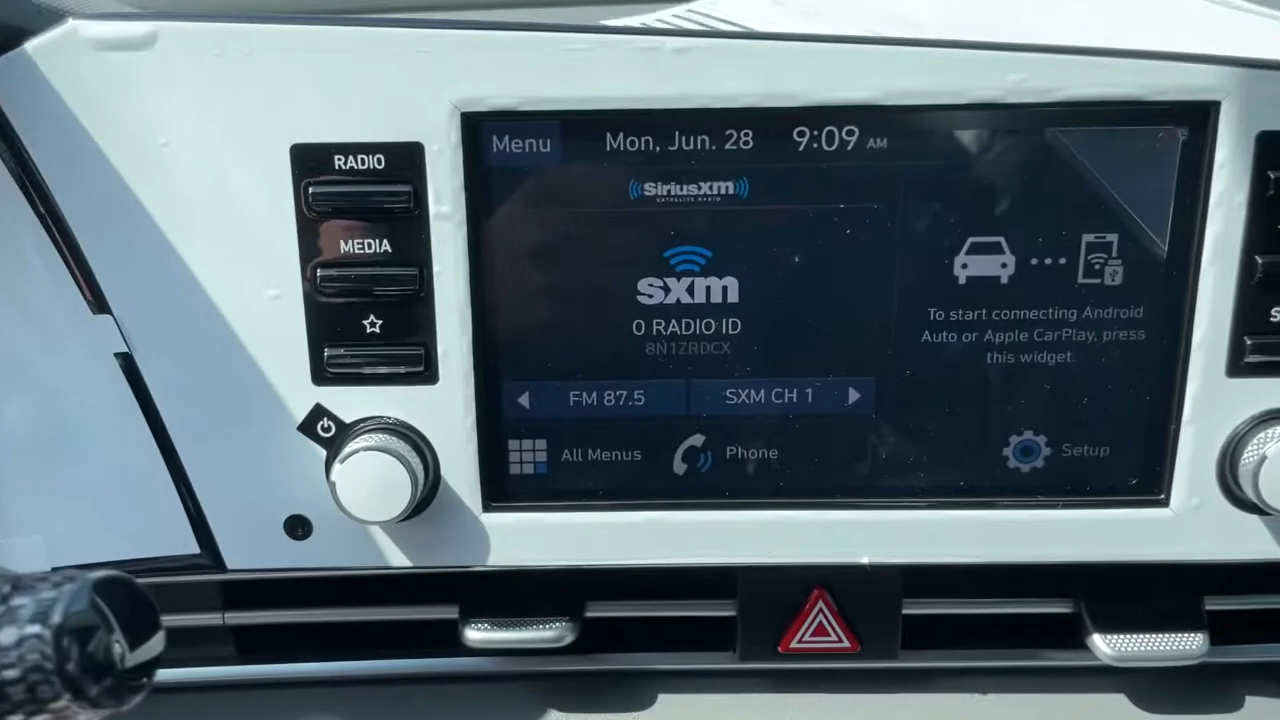 RADIO
MEDIA
Menu
Mon, Jun. 28
9:09 AM
SiriusXM
SATELLITE RADIO
sxm
0 RADIO ID
8N1ZRDCX
FM 87.5
SXM CH 1
All Menus
Phone
To start connecting Android
Auto or Apple CarPlay, press
this widget.
Setup
S